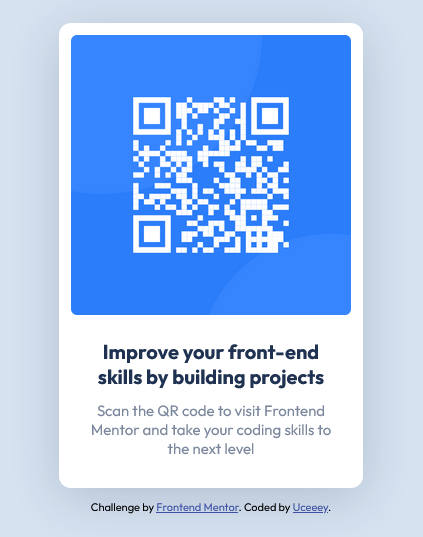 Improve your front-end
skills by building projects
Scan the QR code to visit Frontend
Mentor and take your coding skills to
the next level
Challenge by Frontend Mentor. Coded by Uceeey.